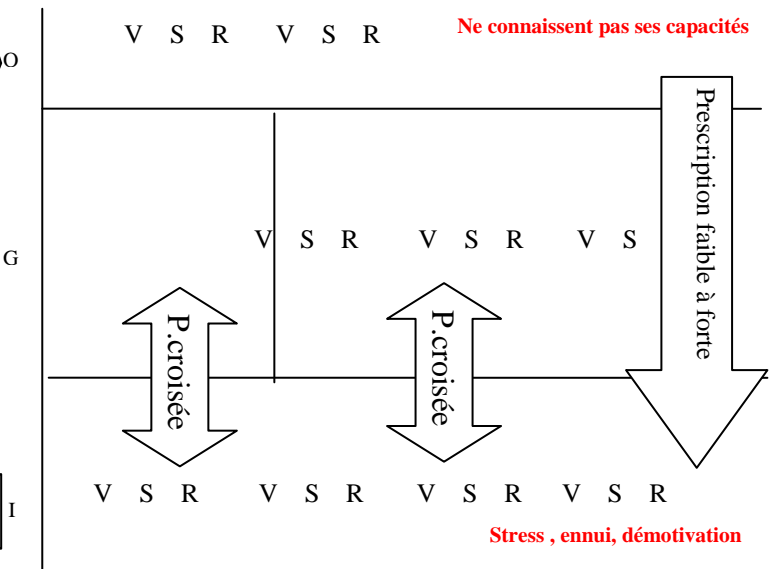 V S R V S R
Ne connaissent pas ses capacités
O
Prescription faible à forte
V S R V S R V S
G
P.croisée
P.croisée
V S R V S R V S R V S R
I
Stress , ennui, démotivation